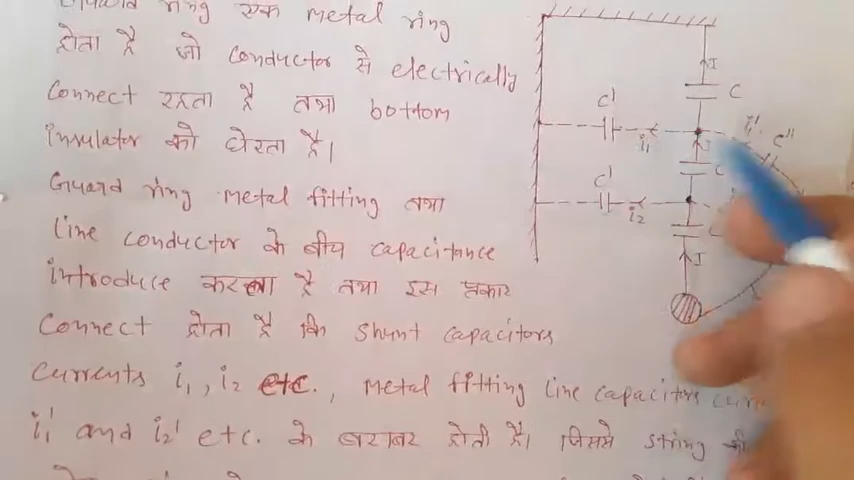 ring एक metal ring
होता है जो conductor से electrically
Connect रहता है तथा bottom
insulator को घेरता है।
Guard ring metal fitting तथा
line conductor के बीच capacitance
introduce करता है तथा इस प्रकार
Connect होता है कि shunt capacitors
currents i₁, i₂ etc., metal fitting line capacitors
i₁' and i₂' etc. के बराबर होती है। जिससे string
I
C
C'
i₁
i₁'
C"
I
C
C'
i₂
C
I